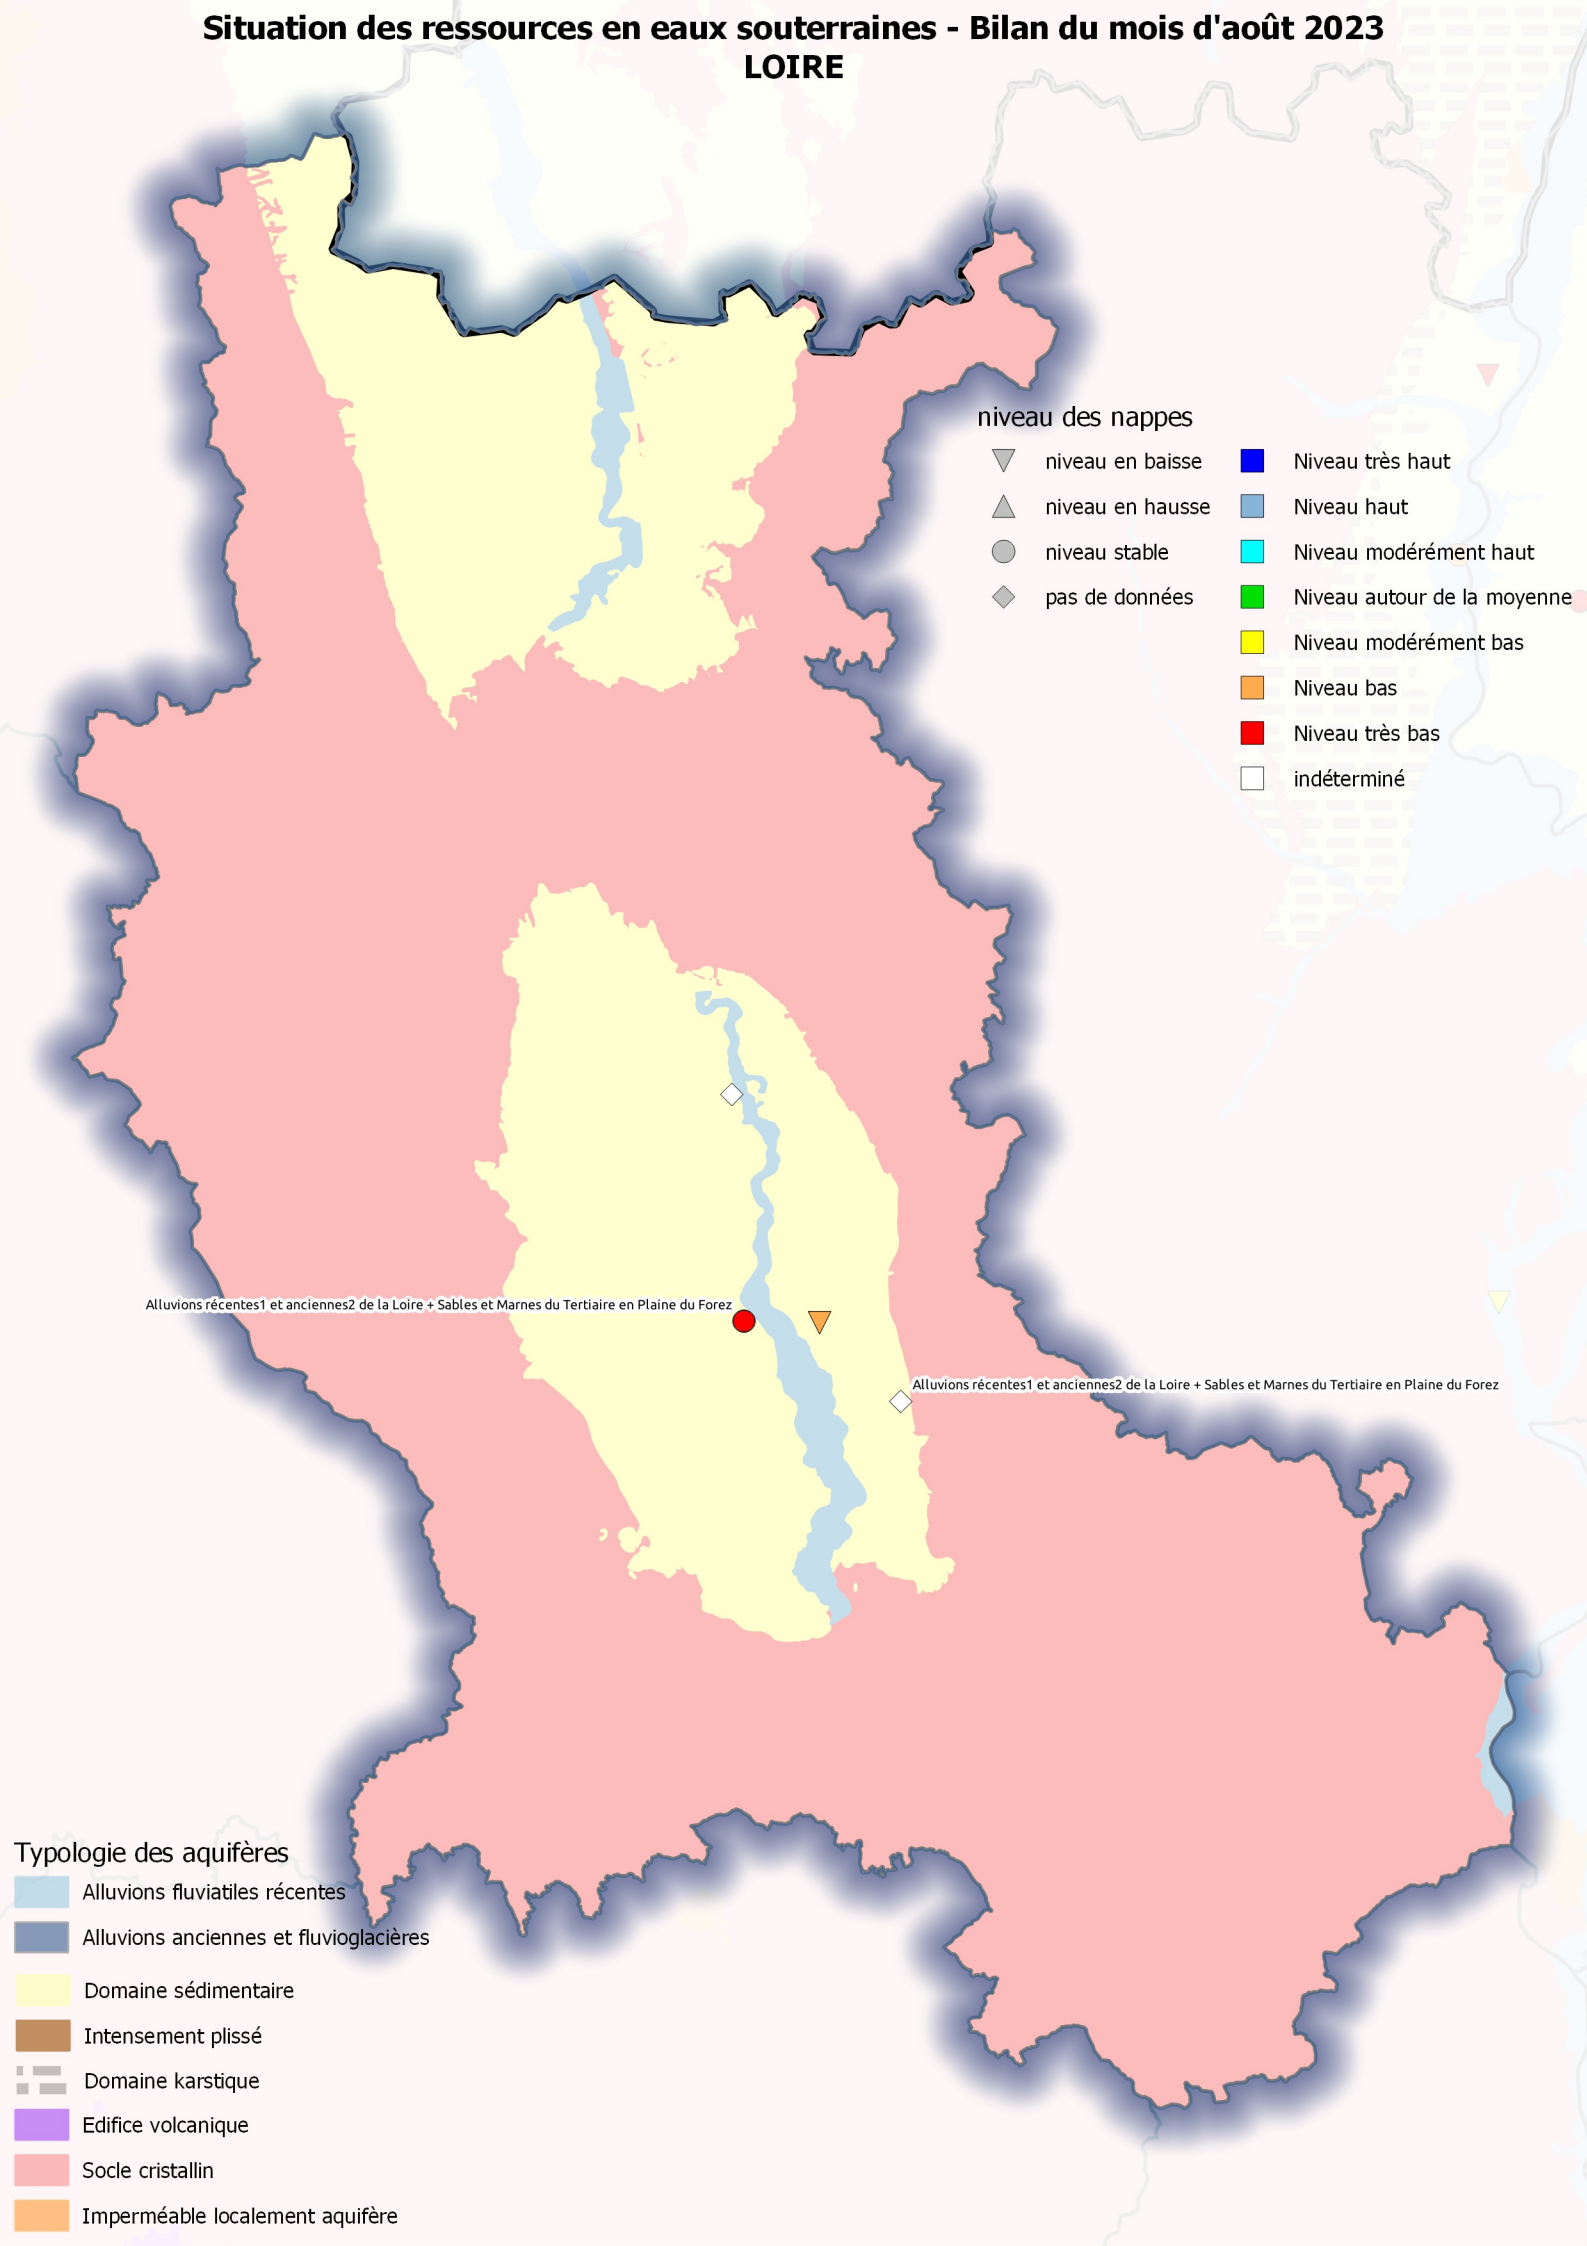 Situation des ressources en eaux souterraines - Bilan du mois d'août 2023
LOIRE
niveau des nappes
niveau en baisse
niveau en hausse
niveau stable
pas de données
Niveau très haut
Niveau haut
Niveau modérément haut
Niveau autour de la moyenne
Niveau modérément bas
Niveau bas
Niveau très bas
indéterminé
Alluvions récentes1 et anciennes2 de la Loire + Sables et Marnes du Tertiaire en Plaine du Forez
Alluvions récentes1 et anciennes2 de la Loire + Sables et Marnes du Tertiaire en Plaine du Forez
Typologie des aquifères
Alluvions fluviatiles récentes
Alluvions anciennes et fluvioglacières
Domaine sédimentaire
Intensement plissé
Domaine karstique
Edifice volcanique
Socle cristallin
Imperméable localement aquifère